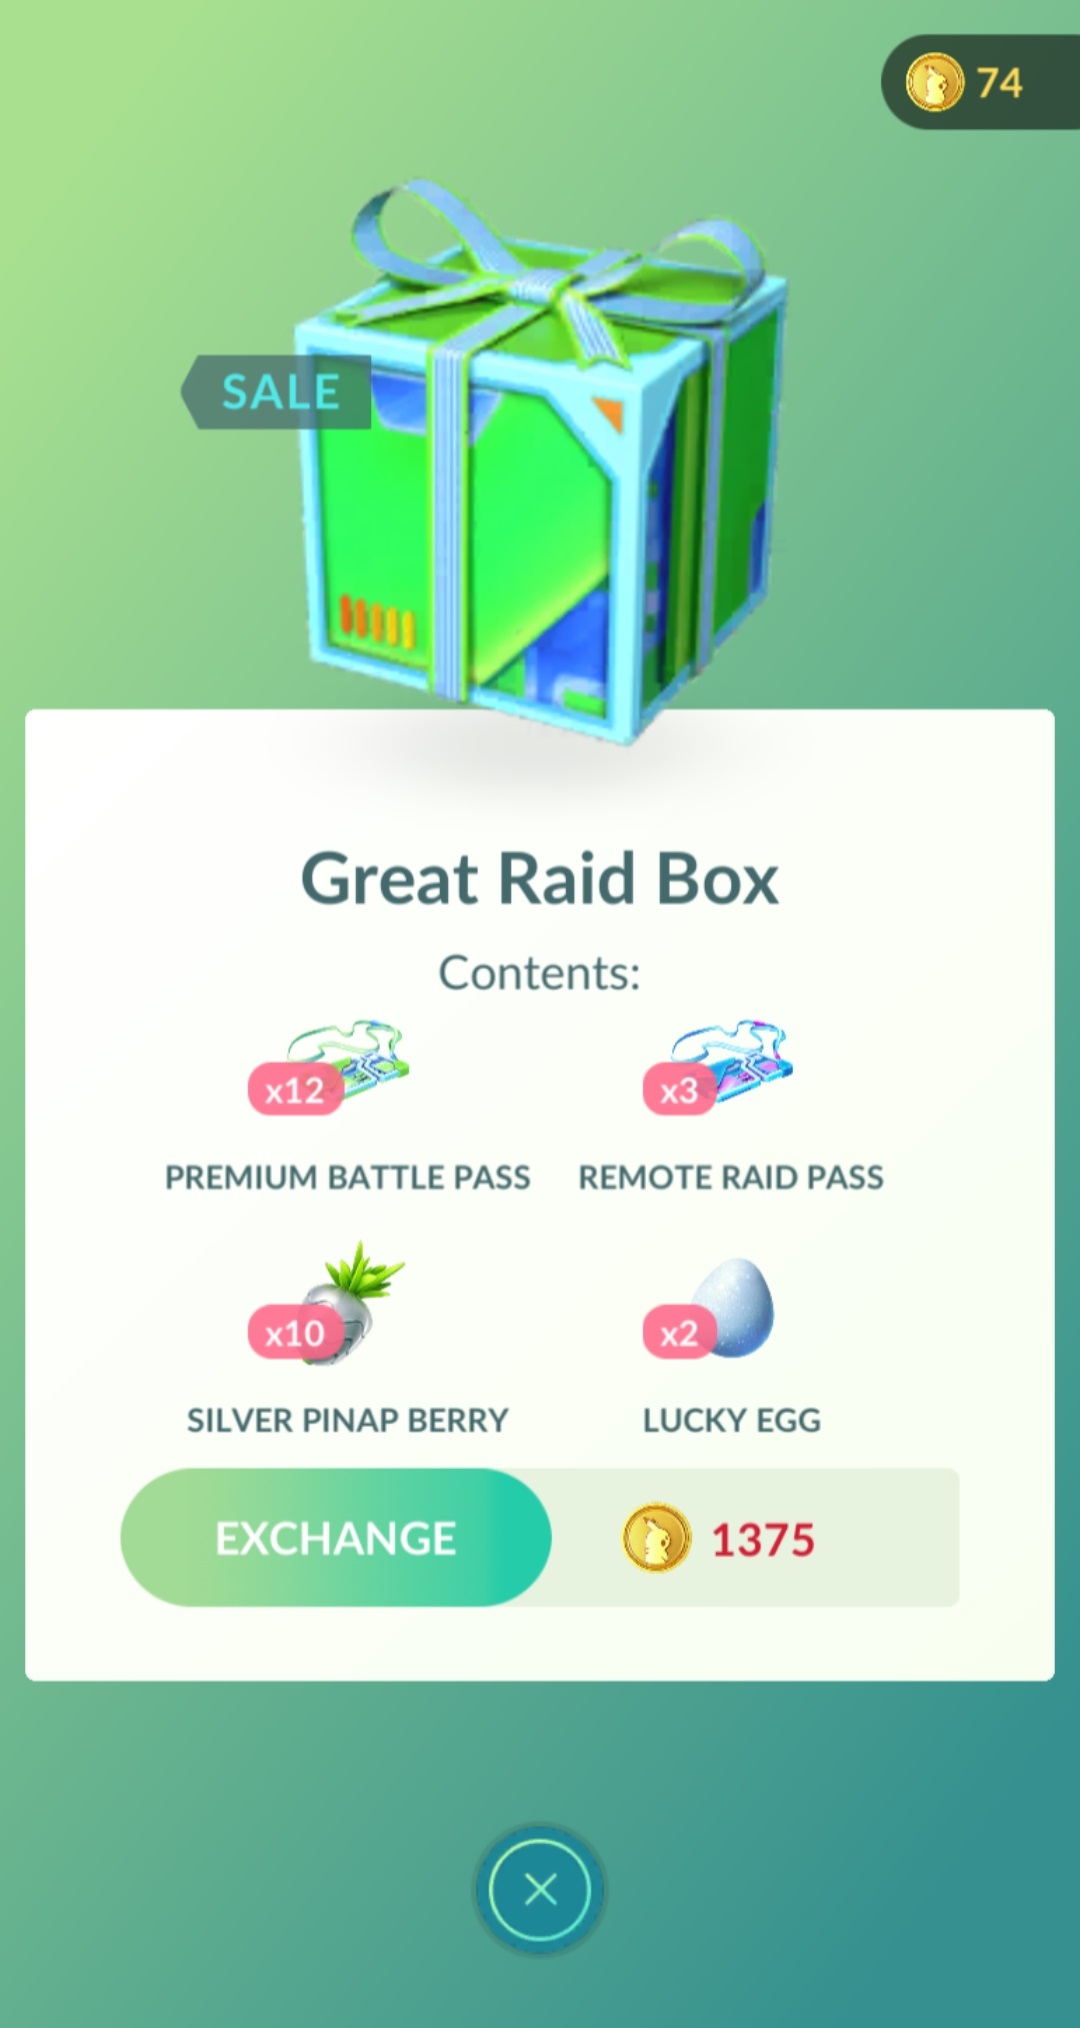 74
SALE
Great Raid Box
Contents:
x12
x3
PREMIUM BATTLE PASS
REMOTE RAID PASS
x10
x2
SILVER PINAP BERRY
LUCKY EGG
EXCHANGE
1375